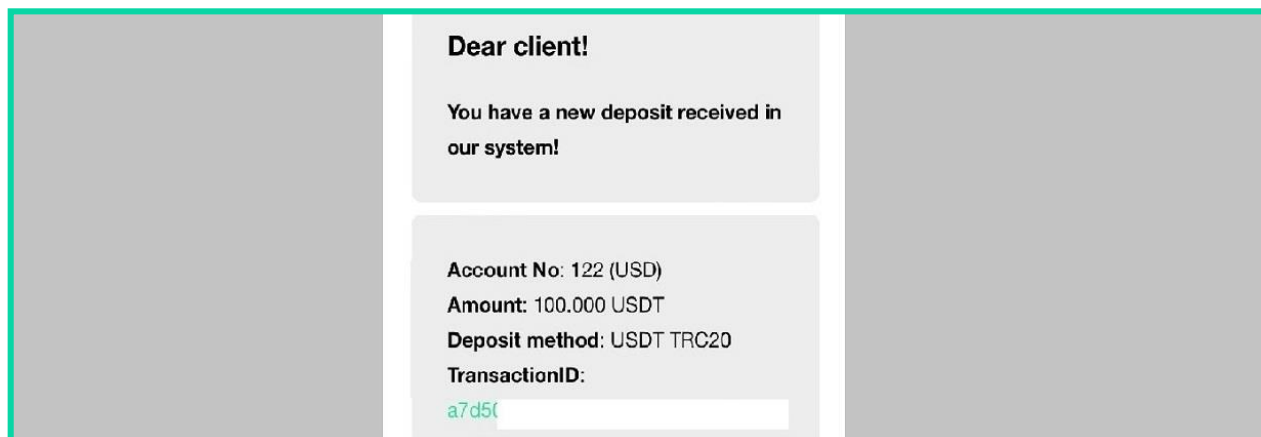 Dear client!
You have a new deposit received in
our system!
Account No: 122 (USD)
Amount: 100.000 USDT
Deposit method: USDT TRC20
TransactionID:
a7d50